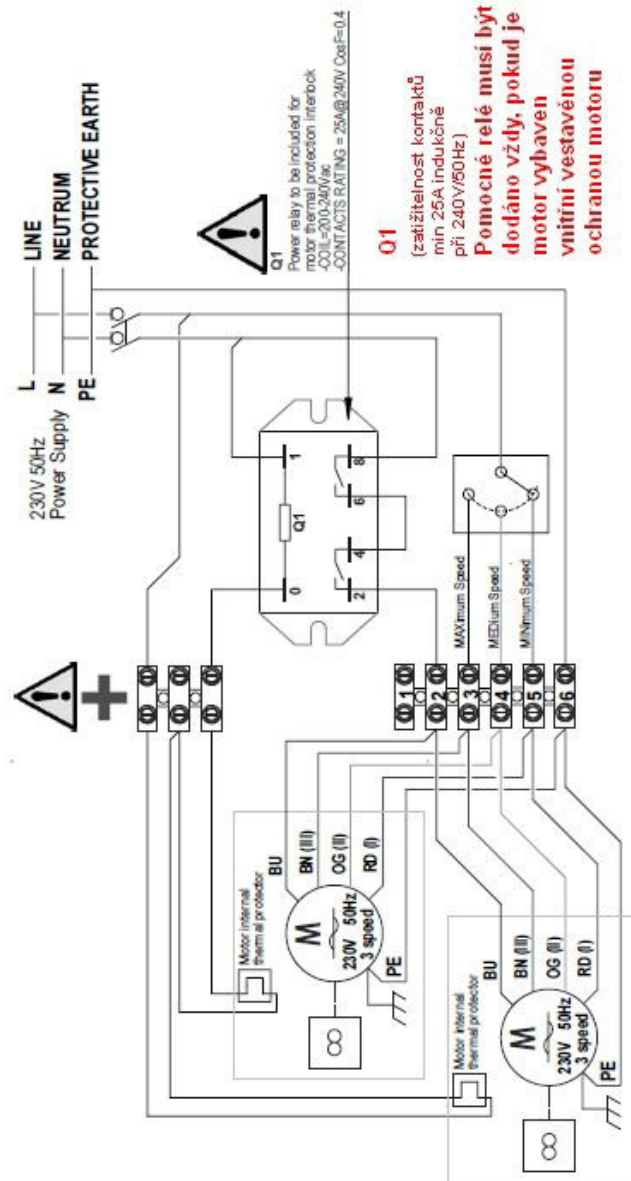 L LINE
230V 50Hz
Power Supply N NEUTRUM
PE PROTECTIVE EARTH
Q1
Power relay to be included for
motor thermal protection interlock
-COIL=200-240Vac
-CONTACTS RATING = 25A@240V CosF=0.4
Q1
(zatižitelnost kontaktů
min 25A indukčně
při 240V/50Hz)
Pomocné relé musí být
dodáno vždy, pokud je
motor vybaven
vnitřní vestavěnou
ochranou motoru
0 1
Q1
2 4 6 8
MAXimum Speed
MEDium Speed
MINImum Speed
1
2
3
4
5
6
Motor internal
thermal protector
BU
BN (III)
OG (II)
RD (I)
PE
M
230V 50Hz
3 speed
Motor internal
thermal protector
BU
BN (III)
OG (II)
RD (I)
PE
M
230V 50Hz
3 speed